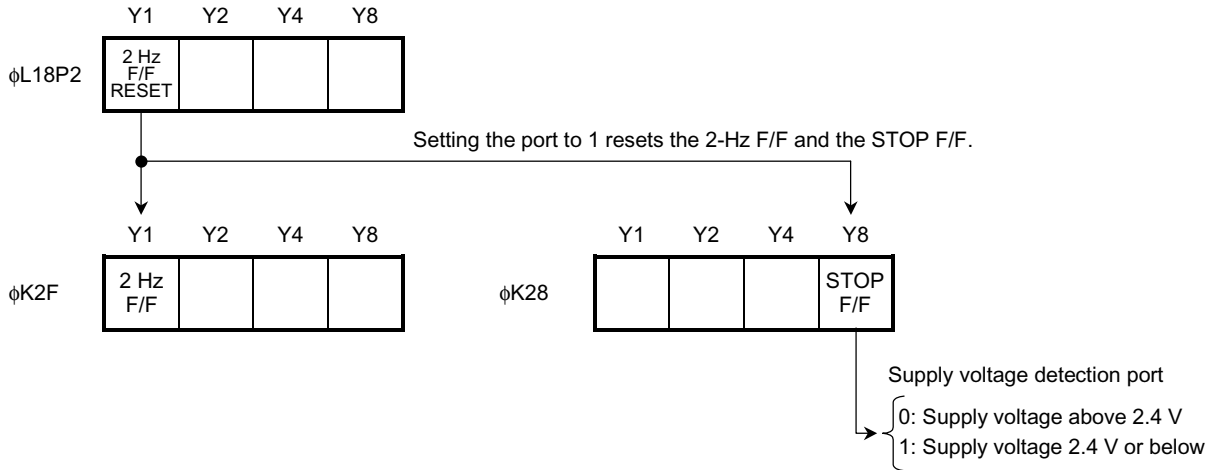 Y1 Y2 Y4 Y8
ϕL18P2
2 Hz
F/F
RESET
Setting the port to 1 resets the 2-Hz F/F and the STOP F/F.
Y1 Y2 Y4 Y8
ϕK2F
2 Hz
F/F
Y1 Y2 Y4 Y8
ϕK28
STOP
F/F
Supply voltage detection port
0: Supply voltage above 2.4 V
1: Supply voltage 2.4 V or below